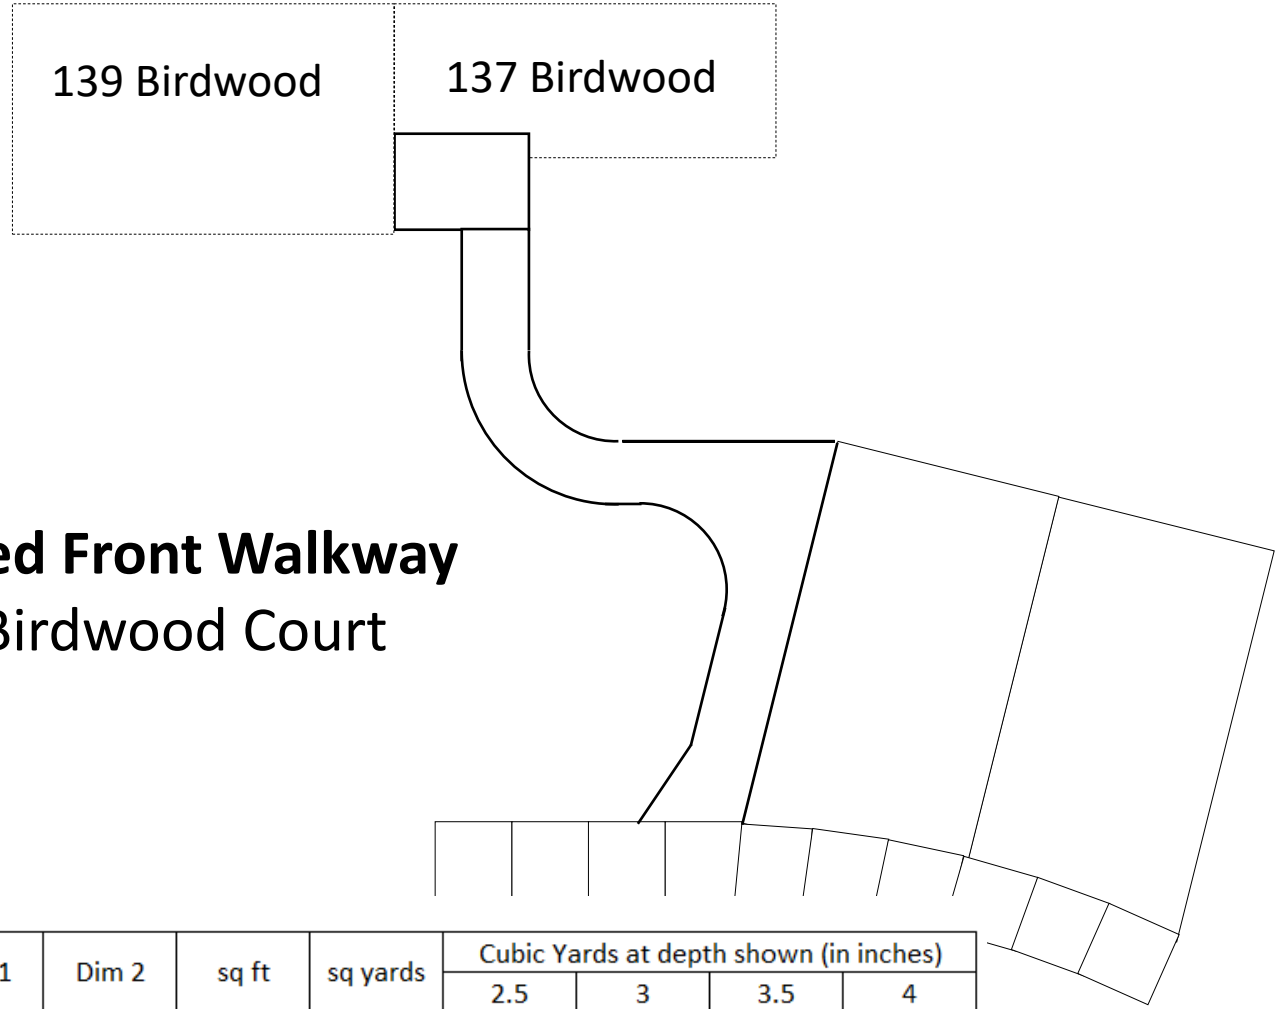 139 Birdwood
137 Birdwood
ed Front Walkway
Birdwood Court
1 Dim 2 sq ft sq yards Cubic Yards at depth shown (in inches)
2.5 3 3.5 4